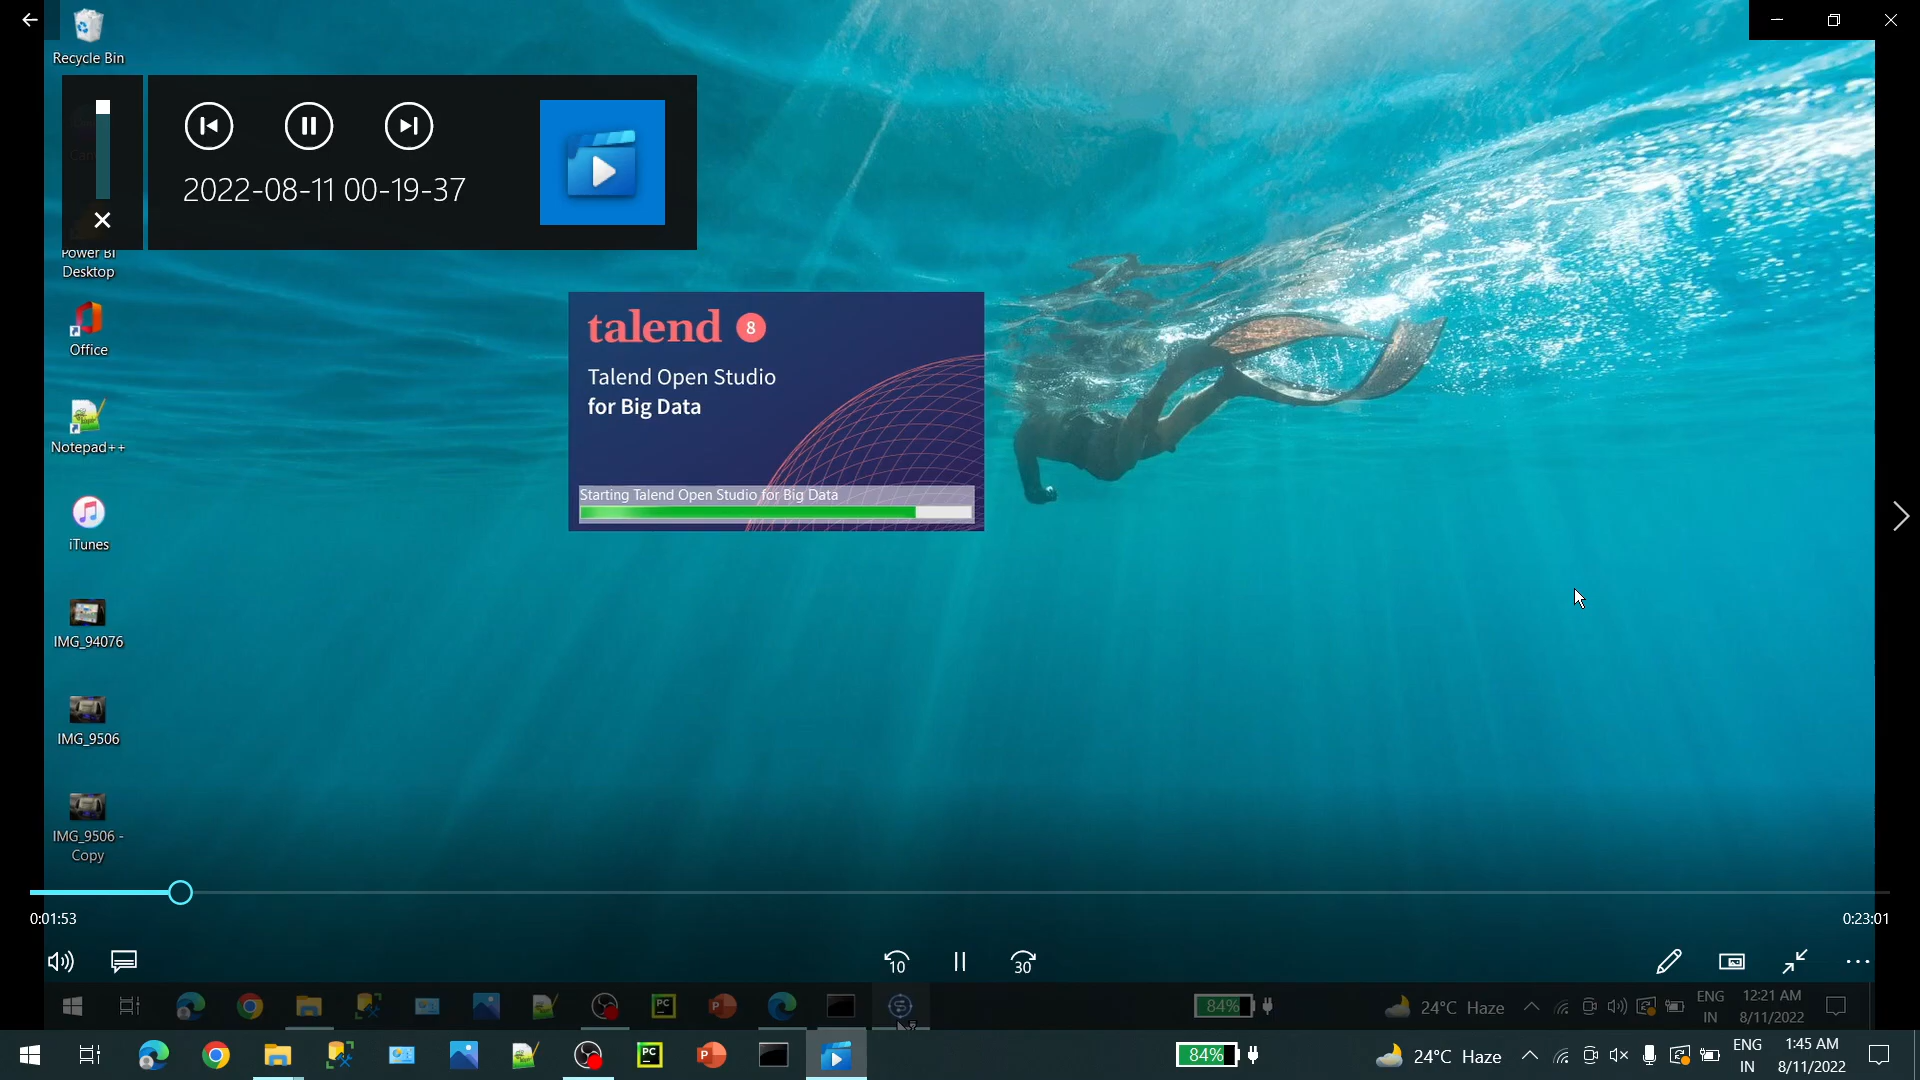 Recycle Bin
2022-08-11 00-19-37
Power BI
Desktop
talend 8
Talend Open Studio
for Big Data
Starting Talend Open Studio for Big Data
Office
Notepad++
iTunes
IMG_94076
IMG_9506
IMG_9506 -
Copy
0:01:53
0:23:01
10
30
PC
84%
24°C Haze
ENG
IN
12:21 AM
8/11/2022
PC
84%
24°C Haze
ENG
IN
1:45 AM
8/11/2022